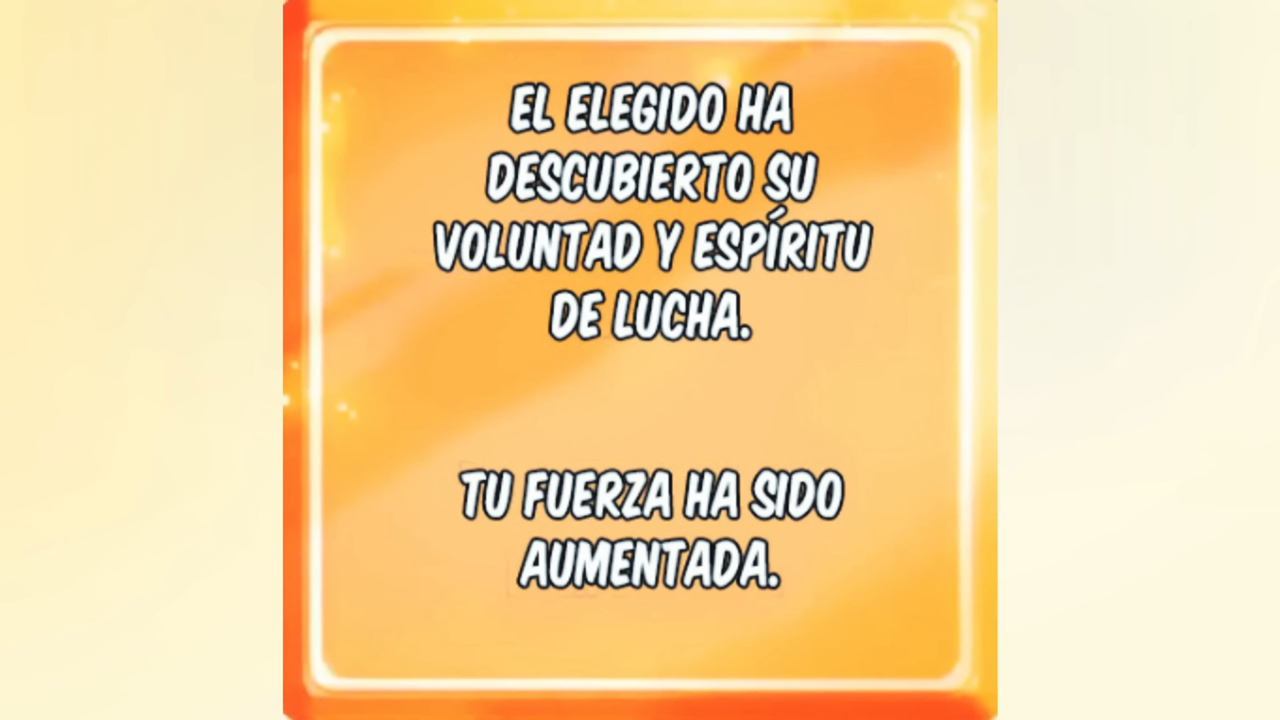 EL ELEGIDO HA
DESCUBIERTO SU
VOLUNTAD Y ESPÍRITU
DE LUCHA.
TU FUERZA HA SIDO
AUMENTADA.